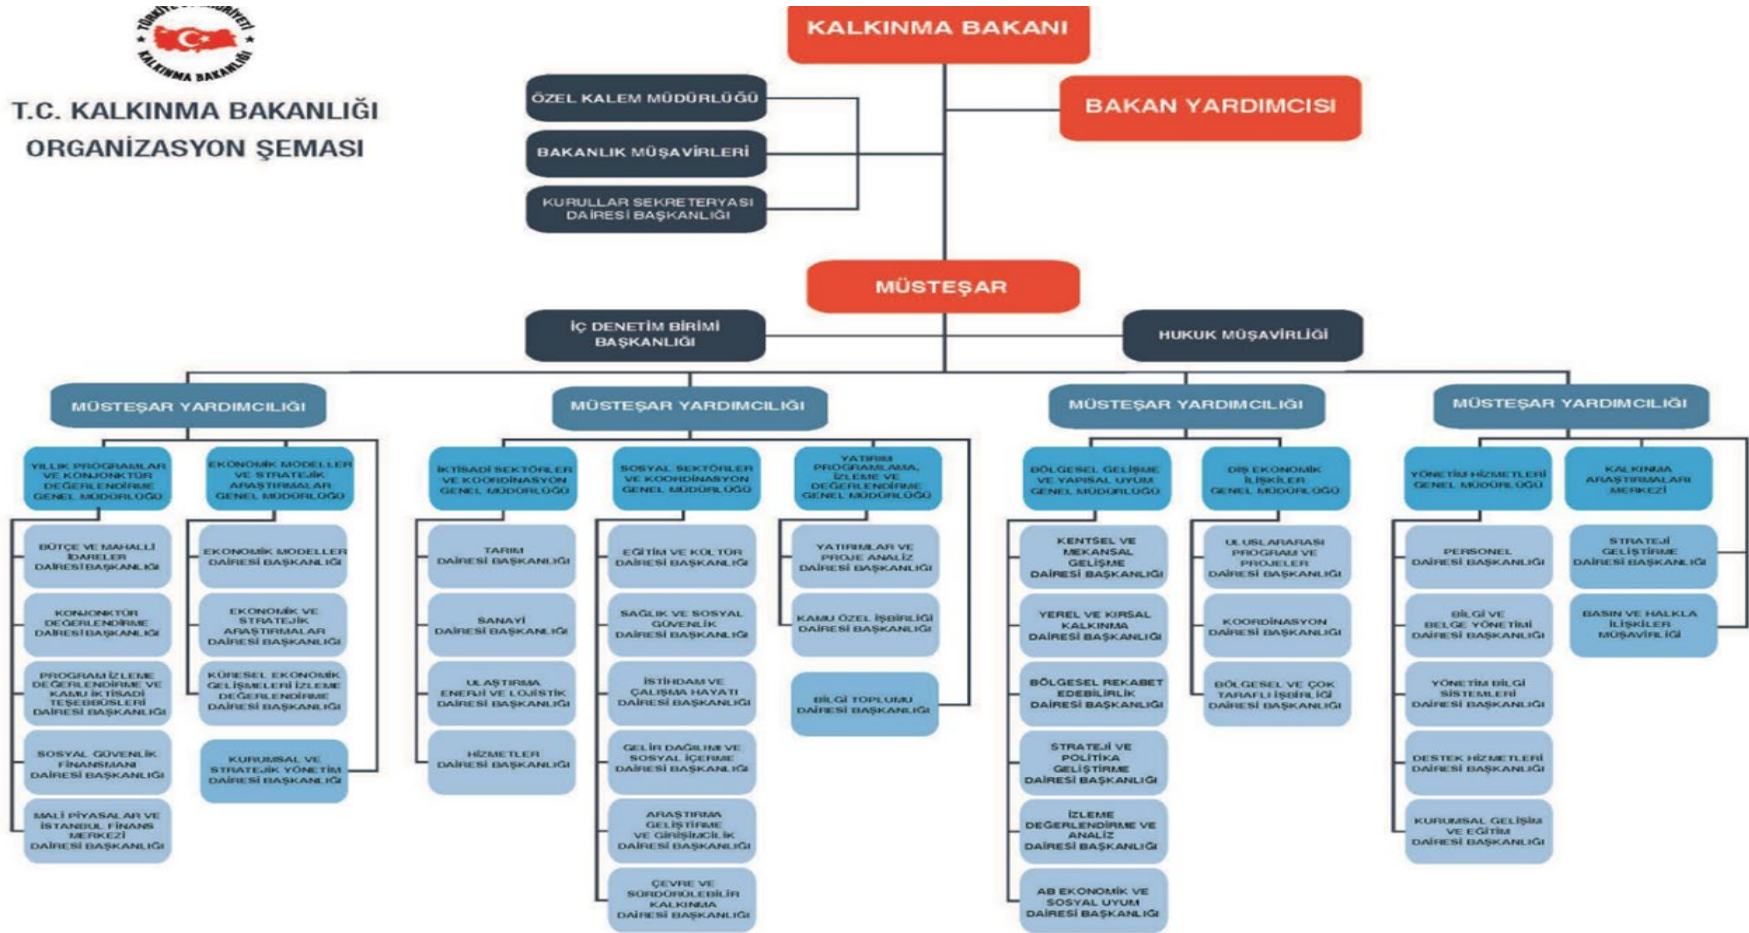 TÜRKİYE CUMHURİYETİ
KALKINMA BAKANLIĞI
T.C. KALKINMA BAKANLIĞI
ORGANİZASYON ŞEMASI
KALKINMA BAKANI
BAKAN YARDIMCISI
ÖZEL KALEM MÜDÜRLÜĞÜ
BAKANLIK MÜŞAVİRLERİ
KURULLAR SEKRETERYASI
DAİRESİ BAŞKANLIĞI
MÜSTEŞAR
İÇ DENETİM BİRİMİ
BAŞKANLIĞI
HUKUK MÜŞAVİRLİĞİ
MÜSTEŞAR YARDIMCILIĞI
YILLIK PROGRAMLAR
VE KONJONKTÜR
DEĞERLENDİRME
GENEL MÜDÜRLÜĞÜ
BÜTÇE VE MAHALLİ
İDARELER
DAİRESİ BAŞKANLIĞI
KONJONKTÜR
DEĞERLENDİRME
DAİRESİ BAŞKANLIĞI
PROGRAM İZLEME
DEĞERLENDİRME VE
KAMU İKTİSADİ
TEŞEBBÜSLERİ
DAİRESİ BAŞKANLIĞI
SOSYAL GÜVENLİK
FİNANSMANI
DAİRESİ BAŞKANLIĞI
MALİ PİYASALAR VE
İSTANBUL FİNANS
MERKEZİ
DAİRESİ BAŞKANLIĞI
EKONOMİK MODELLER
VE STRATEJİK
ARAŞTIRMALAR
GENEL MÜDÜRLÜĞÜ
EKONOMİK MODELLER
DAİRESİ BAŞKANLIĞI
EKONOMİK VE
STRATEJİK
ARAŞTIRMALAR
DAİRESİ BAŞKANLIĞI
KÜRESEL EKONOMİK
GELİŞMELERİ İZLEME
DEĞERLENDİRME
DAİRESİ BAŞKANLIĞI
KURUMSAL VE
STRATEJİK YÖNETİM
DAİRESİ BAŞKANLIĞI
MÜSTEŞAR YARDIMCILIĞI
İKTİSADİ SEKTÖRLER
VE KOORDİNASYON
GENEL MÜDÜRLÜĞÜ
TARIM
DAİRESİ BAŞKANLIĞI
SANAYİ
DAİRESİ BAŞKANLIĞI
ULAŞTIRMA
ENERJİ VE LOJİSTİK
DAİRESİ BAŞKANLIĞI
HİZMETLER
DAİRESİ BAŞKANLIĞI
SOSYAL SEKTÖRLER
VE KOORDİNASYON
GENEL MÜDÜRLÜĞÜ
EĞİTİM VE KÜLTÜR
DAİRESİ BAŞKANLIĞI
SAĞLIK VE SOSYAL
GÜVENLİK
DAİRESİ BAŞKANLIĞI
İSTİHDAM VE
ÇALIŞMA HAYATI
DAİRESİ BAŞKANLIĞI
GELİR DAĞILIMI VE
SOSYAL İÇERME
DAİRESİ BAŞKANLIĞI
ARAŞTIRMA
GELİŞTİRME
VE GİRİŞİMCİLİK
DAİRESİ BAŞKANLIĞI
ÇEVRE VE
SÜRDÜRÜLEBİLİR
KALKINMA
DAİRESİ BAŞKANLIĞI
YATIRIM
PROGRAMLAMA,
İZLEME VE
DEĞERLENDİRME
GENEL MÜDÜRLÜĞÜ
YATIRIMLAR VE
PROJE ANALİZ
DAİRESİ BAŞKANLIĞI
KAMU ÖZEL İŞBİRLİĞİ
DAİRESİ BAŞKANLIĞI
BİLGİ TOPLUMU
DAİRESİ BAŞKANLIĞI
MÜSTEŞAR YARDIMCILIĞI
BÖLGESEL GELİŞME
VE YAPISAL UYUM
GENEL MÜDÜRLÜĞÜ
KENTSEL VE
MEKANSAL
GELİŞME
DAİRESİ BAŞKANLIĞI
YEREL VE KIRSAL
KALKINMA
DAİRESİ BAŞKANLIĞI
BÖLGESEL REKABET
EDEBİLİRLİK
DAİRESİ BAŞKANLIĞI
STRATEJİ VE
POLİTİKA
GELİŞTİRME
DAİRESİ BAŞKANLIĞI
İZLEME
DEĞERLENDİRME VE
ANALİZ
DAİRESİ BAŞKANLIĞI
AB EKONOMİK VE
SOSYAL UYUM
DAİRESİ BAŞKANLIĞI
DIŞ EKONOMİK
İLİŞKİLER
GENEL MÜDÜRLÜĞÜ
ULUSLARARASI
PROGRAM VE
PROJELER
DAİRESİ BAŞKANLIĞI
KOORDİNASYON
DAİRESİ BAŞKANLIĞI
BÖLGESEL VE ÇOK
TARAFLI İŞBİRLİĞİ
DAİRESİ BAŞKANLIĞI
MÜSTEŞAR YARDIMCILIĞI
YÖNETİM HİZMETLERİ
GENEL MÜDÜRLÜĞÜ
PERSONEL
DAİRESİ BAŞKANLIĞI
BİLGİ VE
BELGE YÖNETİMİ
DAİRESİ BAŞKANLIĞI
YÖNETİM BİLGİ
SİSTEMLERİ
DAİRESİ BAŞKANLIĞI
DESTEK HİZMETLERİ
DAİRESİ BAŞKANLIĞI
KURUMSAL GELİŞİM
VE EĞİTİM
DAİRESİ BAŞKANLIĞI
KALKINMA
ARAŞTIRMALARI
MERKEZİ
STRATEJİ
GELİŞTİRME
DAİRESİ BAŞKANLIĞI
BASIN VE HALKLA
İLİŞKİLER
MÜŞAVİRLİĞİ